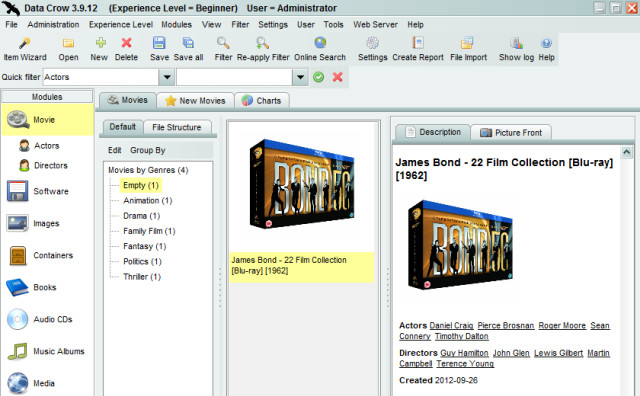 Data Crow 3.9.12 (Experience Level = Beginner) User = Administrator
File Administration Experience Level Modules View Filter Settings User Tools Web Server Help
Item Wizard Open New Delete Save Save all Filter Re-apply Filter Online Search Settings Create Report File Import Show log Help
Quick filter Actors
Modules
Movie
Actors
Directors
Software
Images
Containers
Books
Audio CDs
Music Albums
Media
Movies New Movies Charts
Default File Structure
Edit Group By
Movies by Genres (4)
Empty (1)
Animation (1)
Drama (1)
Family Film (1)
Fantasy (1)
Politics (1)
Thriller (1)
BOND50
James Bond - 22 Film Collection
[Blu-ray] [1962]
Description Picture Front
James Bond - 22 Film Collection [Blu-ray]
[1962]
BOND50
Actors Daniel Craig Pierce Brosnan Roger Moore Sean
Connery Timothy Dalton
Directors Guy Hamilton John Glen Lewis Gilbert Martin
Campbell Terence Young
Created 2012-09-26